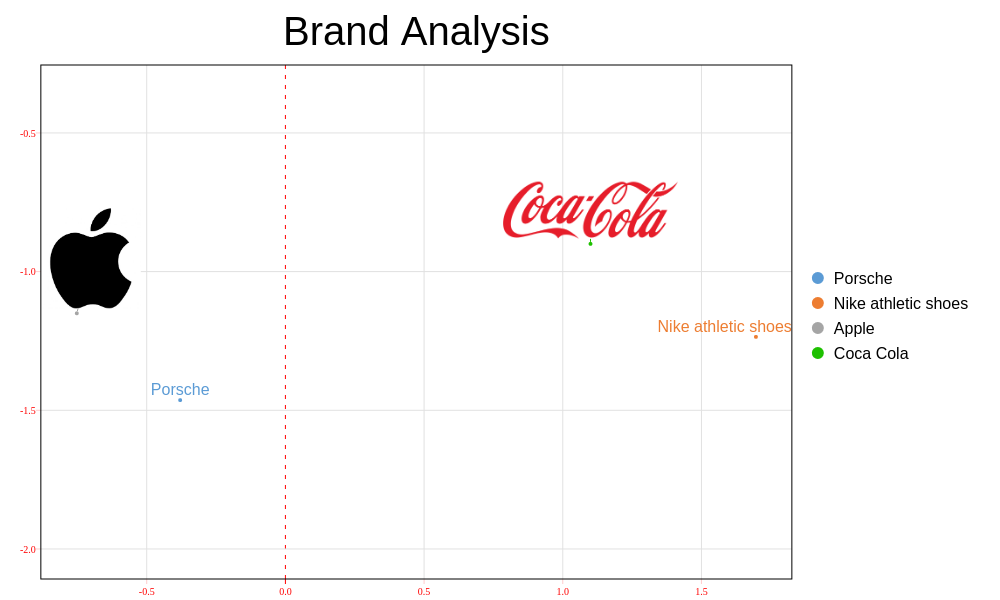 Brand Analysis
-0.5
-1.0
-1.5
-2.0
Coca-Cola
Nike athletic shoes
Porsche
-0.5
0.0
0.5
1.0
1.5
Porsche
Nike athletic shoes
Apple
Coca Cola